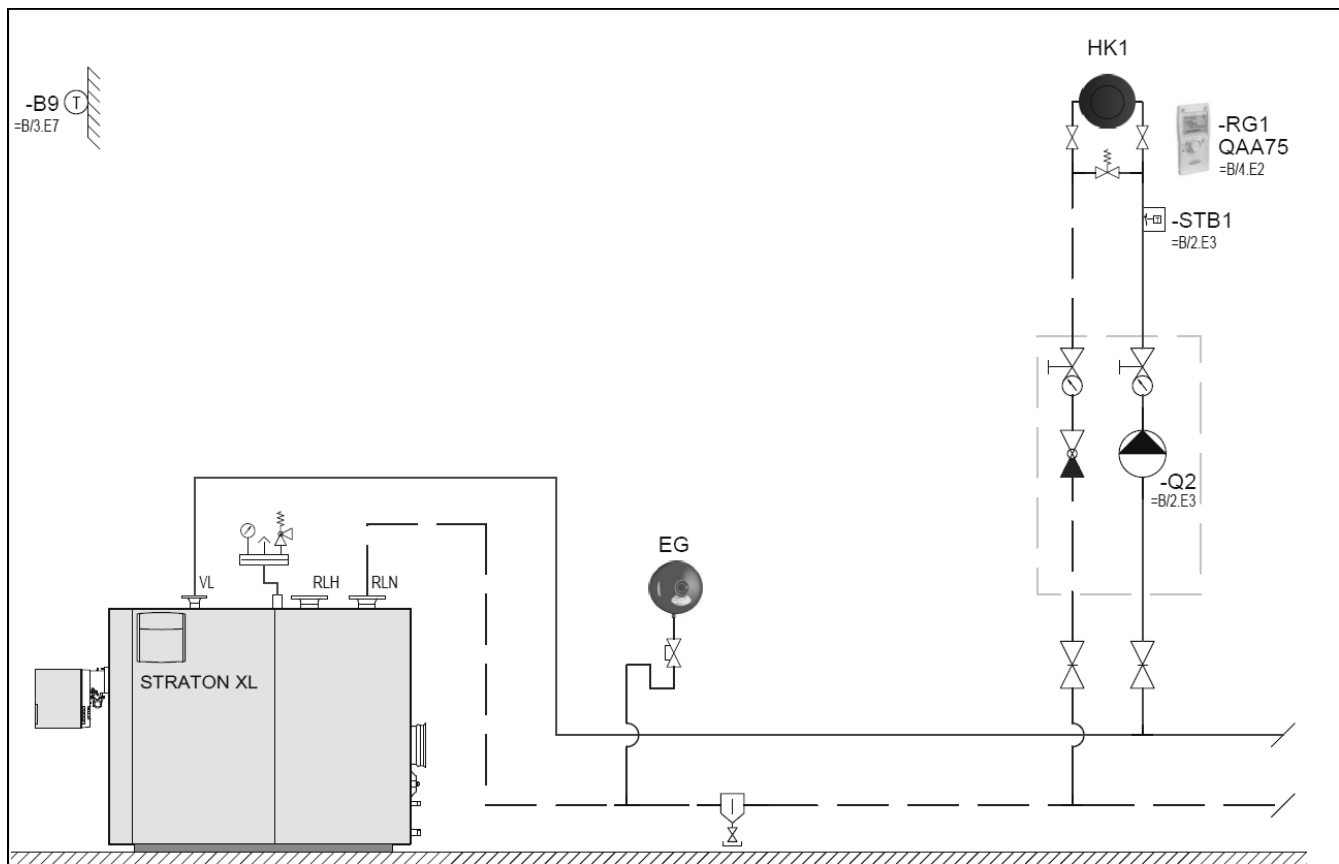 HK1
-B9
=B/3.E7
-RG1
QAA75
=B/4.E2
-STB1
=B/2.E3
-Q2
=B/2.E3
EG
VL
RLH
RLN
STRATON XL